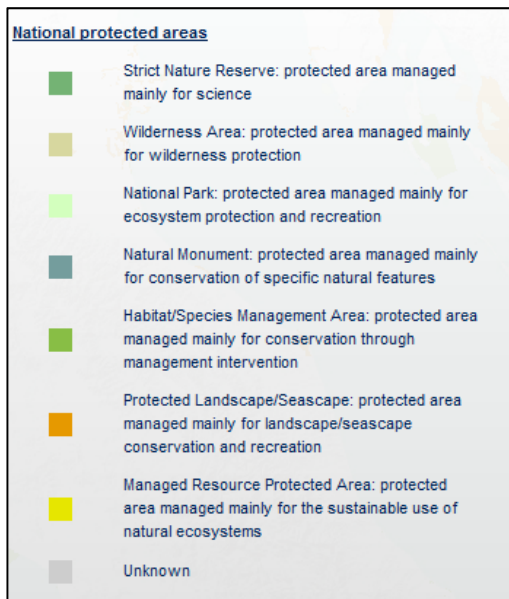 National protected areas
Strict Nature Reserve: protected area managed
mainly for science
Wilderness Area: protected area managed mainly
for wilderness protection
National Park: protected area managed mainly for
ecosystem protection and recreation
Natural Monument: protected area managed mainly
for conservation of specific natural features
Habitat/Species Management Area: protected area
managed mainly for conservation through
management intervention
Protected Landscape/Seascape: protected area
managed mainly for landscape/seascape
conservation and recreation
Managed Resource Protected Area: protected
area managed mainly for the sustainable use of
natural ecosystems
Unknown